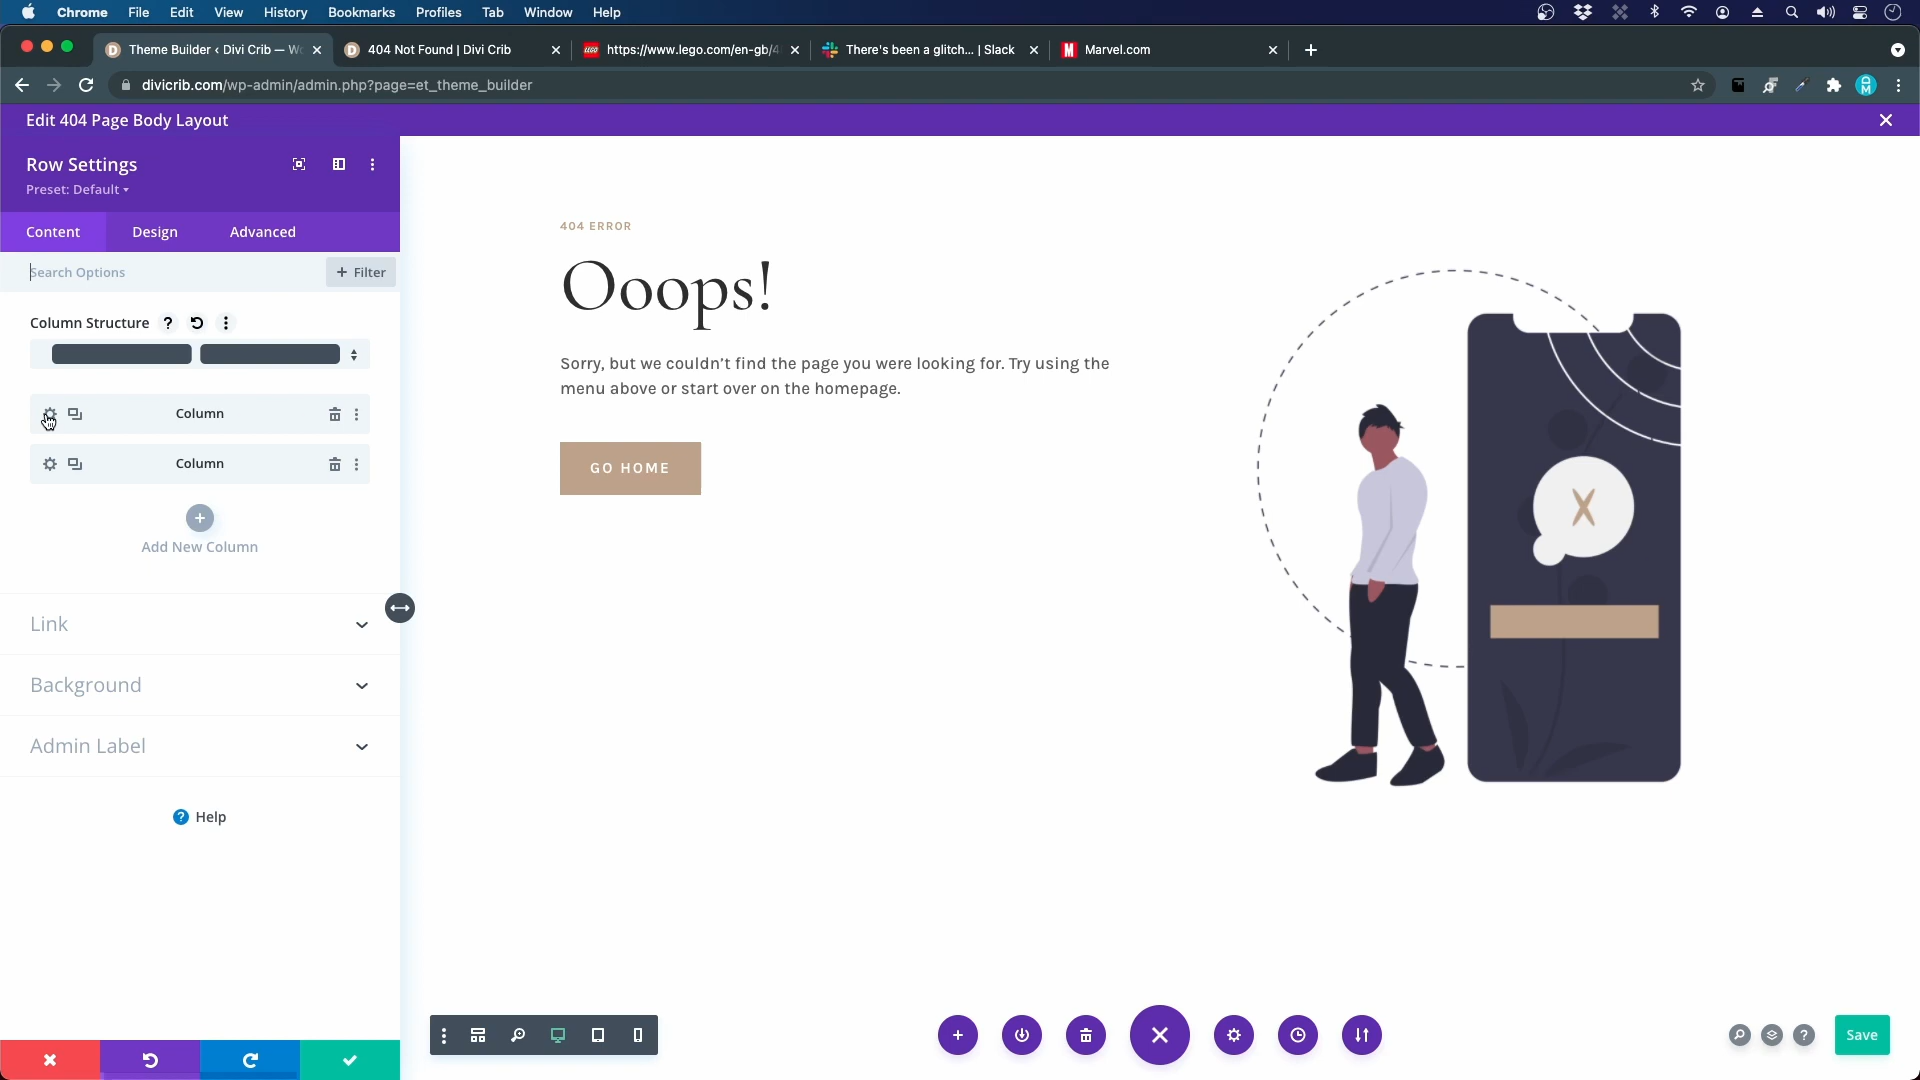 Chrome File Edit View History Bookmarks Profiles Tab Window Help
Theme Builder ‹ Divi Crib — Wo
404 Not Found | Divi Crib
https://www.lego.com/en-gb/4
There's been a glitch... | Slack
Marvel.com
divicrib.com/wp-admin/admin.php?page=et_theme_builder
Edit 404 Page Body Layout
Row Settings
Preset: Default
Content Design Advanced
Search Options
+ Filter
Column Structure
Column
Column
Add New Column
Link
Background
Admin Label
Help
404 ERROR
Ooops!
Sorry, but we couldn’t find the page you were looking for. Try using the
menu above or start over on the homepage.
GO HOME
Save